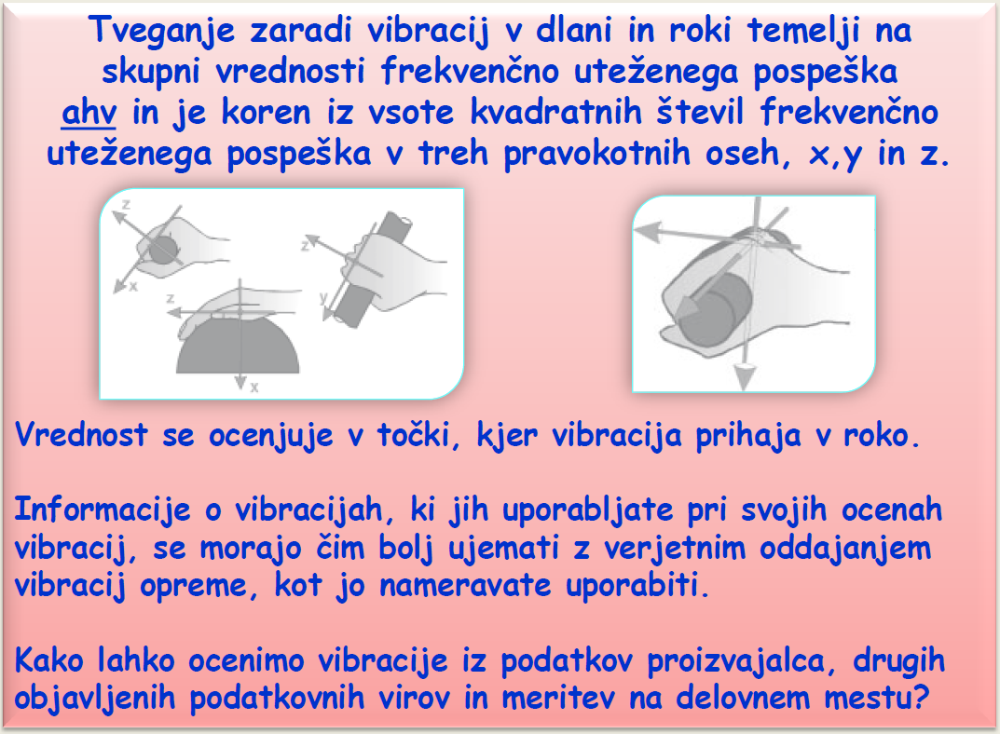 Tveganje zaradi vibracij v dlani in roki temelji na
skupni vrednosti frekvenčno uteženega pospeška
ahv in je koren iz vsote kvadratnih števil frekvenčno
uteženega pospeška v treh pravokotnih oseh, x,y in z.
z
x
z
y
z
x
Vrednost se ocenjuje v točki, kjer vibracija prihaja v roko.
Informacije o vibracijah, ki jih uporabljate pri svojih ocenah
vibracij, se morajo čim bolj ujemati z verjetnim oddajanjem
vibracij opreme, kot jo nameravate uporabiti.
Kako lahko ocenimo vibracije iz podatkov proizvajalca, drugih
objavljenih podatkovnih virov in meritev na delovnem mestu?